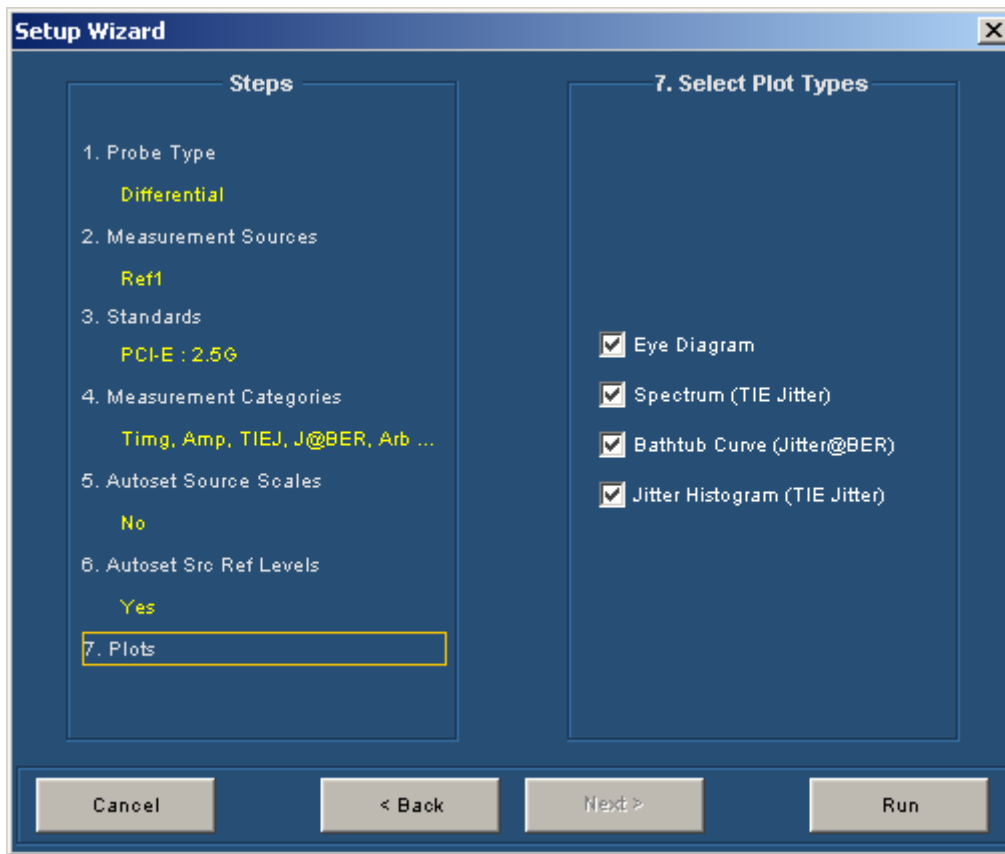 Setup Wizard
Steps
1. Probe Type
Differential
2. Measurement Sources
Ref1
3. Standards
PCI-E : 2.5G
4. Measurement Categories
Timg, Amp, TIEJ, J@BER, Arb ...
5. Autoset Source Scales
No
6. Autoset Src Ref Levels
Yes
7. Plots
7. Select Plot Types
Eye Diagram
Spectrum (TIE Jitter)
Bathtub Curve (Jitter@BER)
Jitter Histogram (TIE Jitter)
Cancel
< Back
Next >
Run